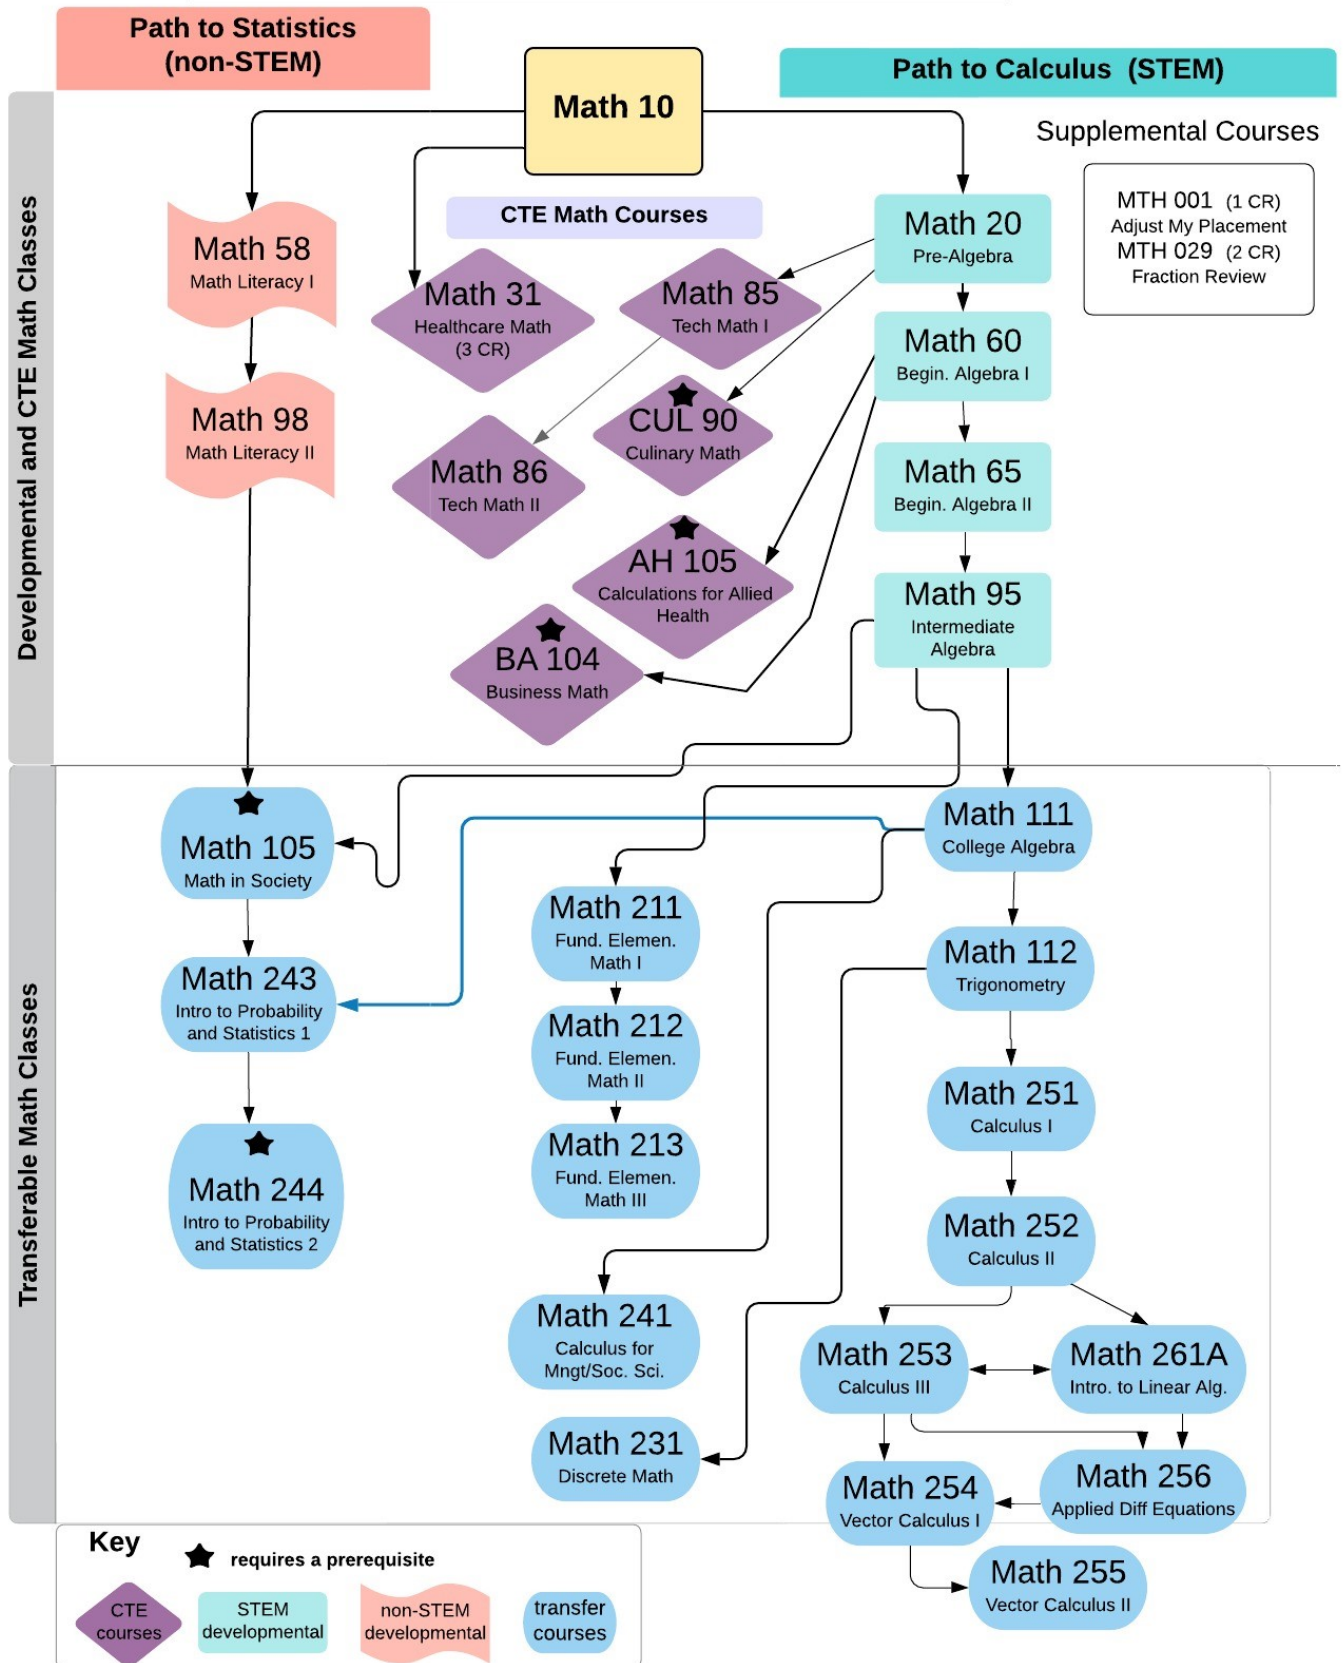 Path to Statistics
(non-STEM)
Path to Calculus (STEM)
Math 10
Supplemental Courses
MTH 001 (1 CR)
Adjust My Placement
MTH 029 (2 CR)
Fraction Review
Developmental and CTE Math Classes
CTE Math Courses
Math 58
Math Literacy I
Math 20
Pre-Algebra
Math 31
Healthcare Math
(3 CR)
Math 85
Tech Math I
Math 60
Begin. Algebra I
Math 98
Math Literacy II
CUL 90
Culinary Math
Math 86
Tech Math II
Math 65
Begin. Algebra II
AH 105
Calculations for Allied
Health
Math 95
Intermediate
Algebra
BA 104
Business Math
Transferable Math Classes
Math 105
Math in Society
Math 111
College Algebra
Math 211
Fund. Elemen.
Math I
Math 243
Intro to Probability
and Statistics 1
Math 112
Trigonometry
Math 212
Fund. Elemen.
Math II
Math 251
Calculus I
Math 213
Fund. Elemen.
Math III
Math 244
Intro to Probability
and Statistics 2
Math 252
Calculus II
Math 241
Calculus for
Mngt/Soc. Sci.
Math 253
Calculus III
Math 261A
Intro. to Linear Alg.
Math 231
Discrete Math
Math 254
Vector Calculus I
Math 256
Applied Diff Equations
Math 255
Vector Calculus II
Key
requires a prerequisite
CTE
courses
STEM
developmental
non-STEM
developmental
transfer
courses